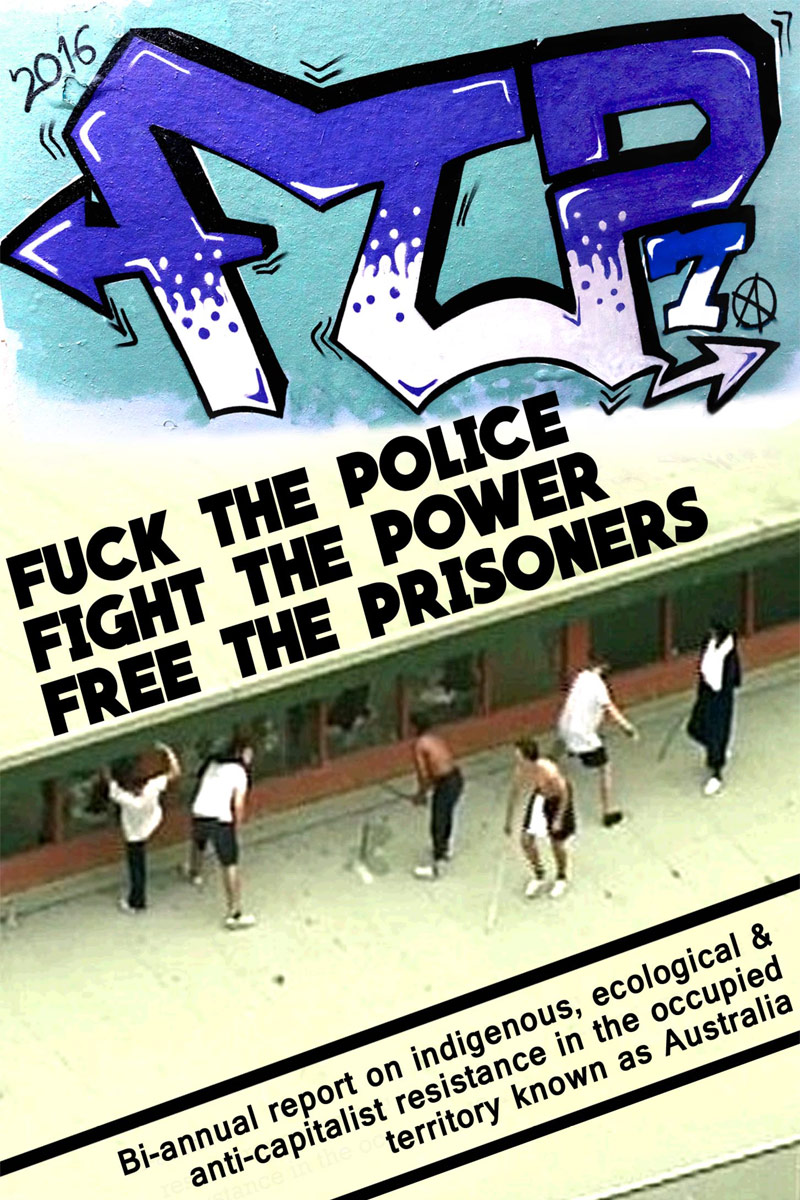 2016
FTP
7
FUCK THE POLICE
FIGHT THE POWER
FREE THE PRISONERS
Bi-annual report on indigenous, ecological &
anti-capitalist resistance in the occupied
territory known as Australia